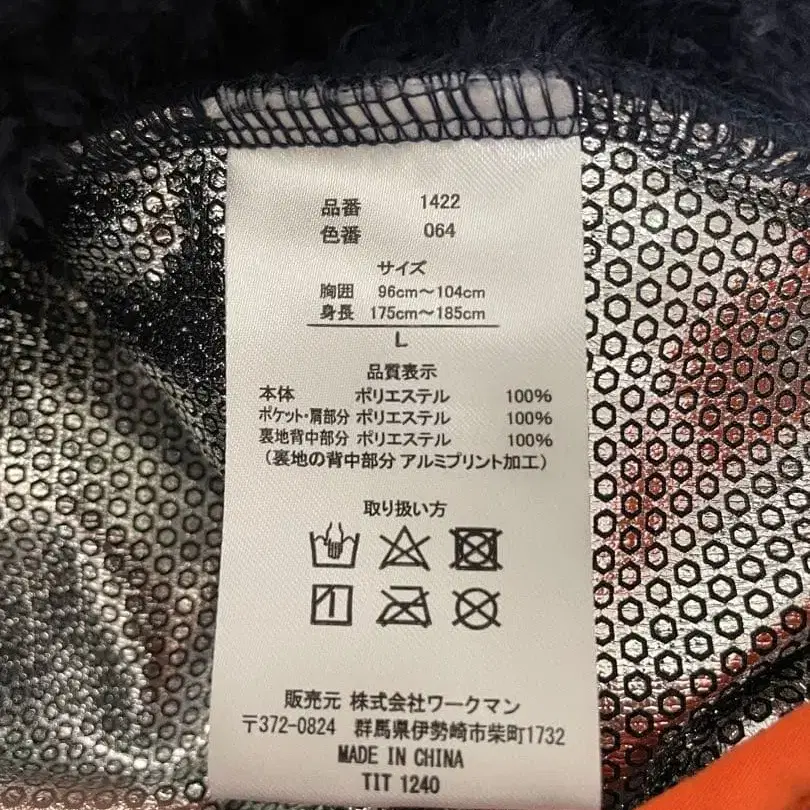 品番 1422
色番 064
サイズ
胸囲 96cm～104cm
身長 175cm～185cm
L
品質表示
本体 ポリエステル 100%
ポケット・肩部分 ポリエステル 100%
裏地背中部分 ポリエステル 100%
（裏地の背中部分 アルミプリント加工）
取り扱い方
販売元 株式会社ワークマン
〒372-0824 群馬県伊勢崎市柴町1732
MADE IN CHINA
TIT 1240